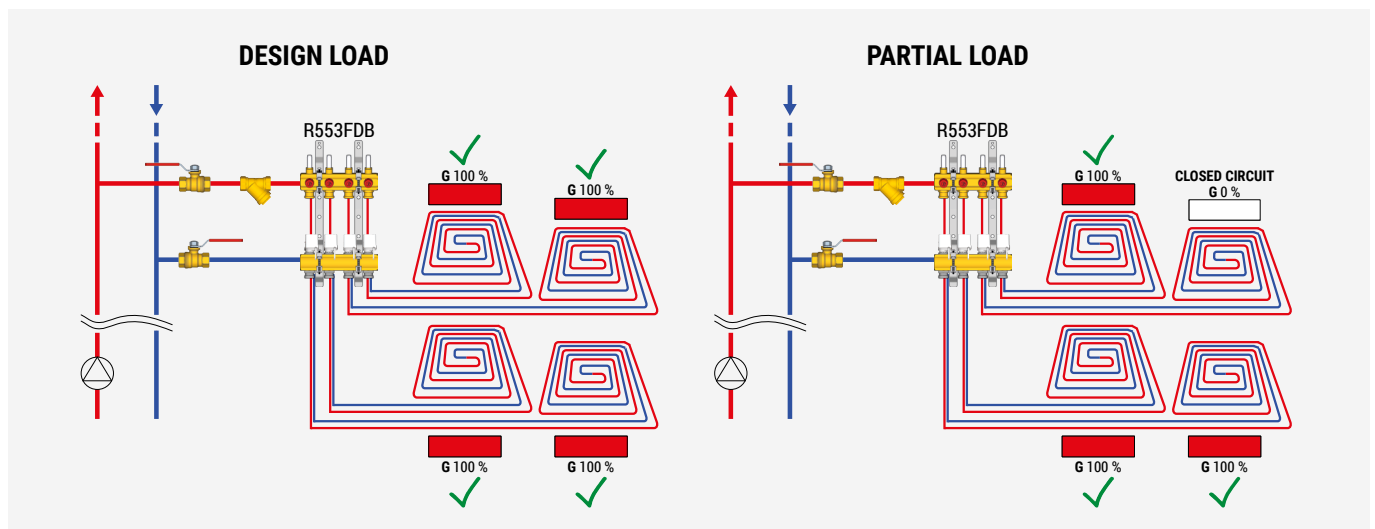 DESIGN LOAD
R553FDB
G 100 %
G 100 %
G 100 %
G 100 %
PARTIAL LOAD
R553FDB
G 100 %
CLOSED CIRCUIT
G 0 %
G 100 %
G 100 %